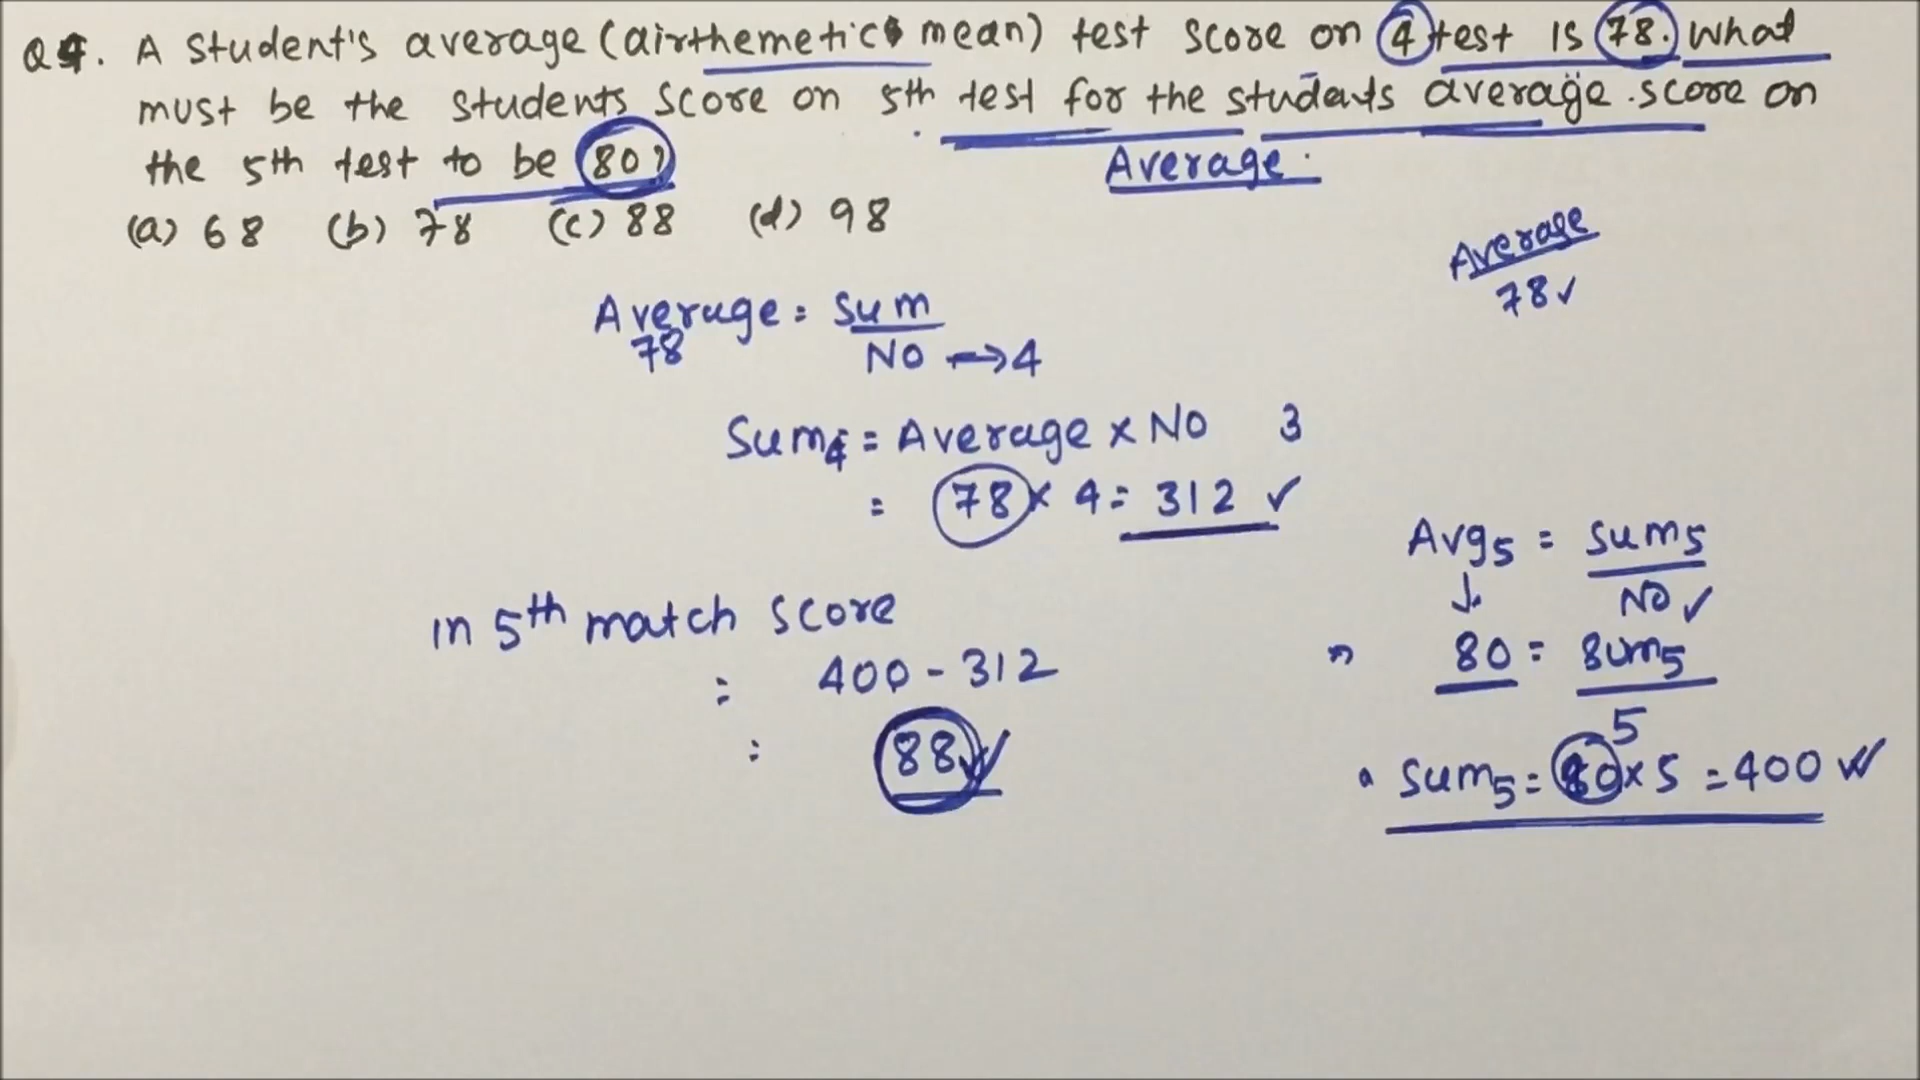 Q4. A student's average (airthemetic mean) test score on 4 test is 78. What
must be the students score on 5th test for the students average score on
the 5th test to be 80?
Average
(a) 68 (b) 78 (c) 88 (d) 98
Average
78 ✓
Average = Sum
78 NO → 4
Sum4 = Average x NO 3
= 78 x 4 = 312 ✓
Avg5 = Sum5
NO ✓
in 5th match score
80 = Sum5
5
= 400 - 312
= 88 ✓
Sum5 = 80 x 5 = 400 ✓